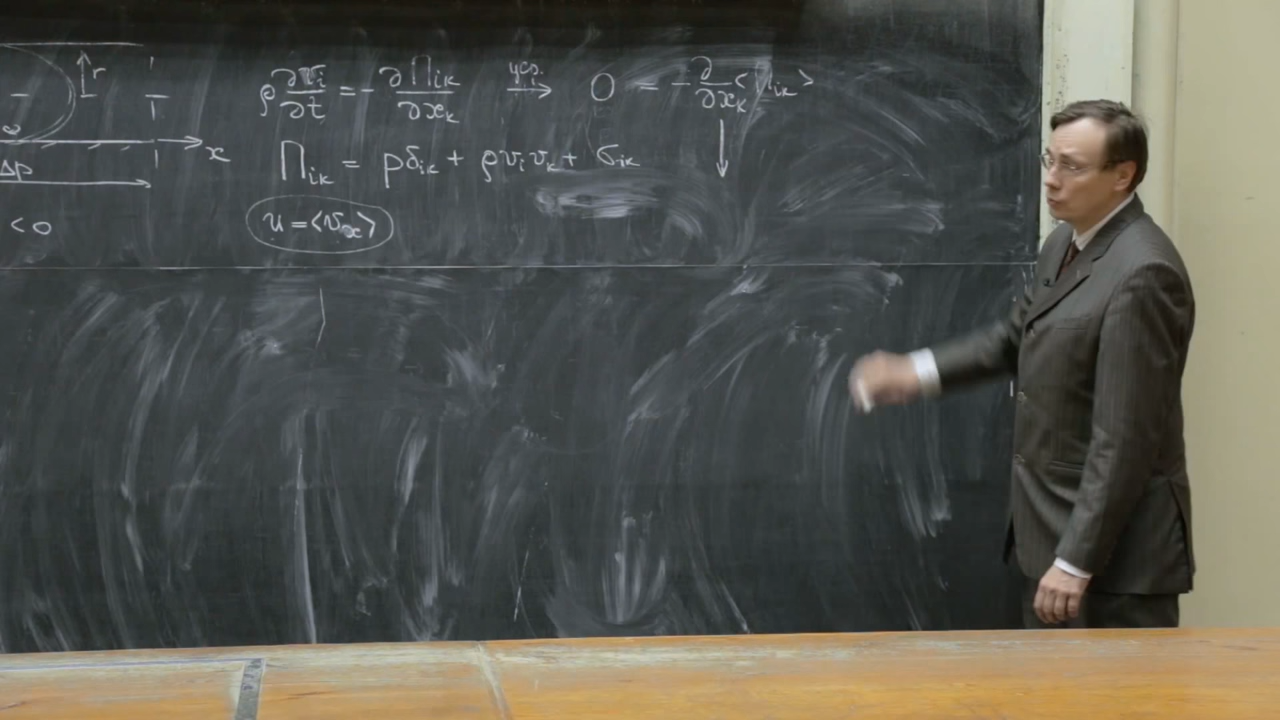 r
ρ ∂v_i/∂t = - ∂Π_ik/∂x_k →(уср.) 0 = - ∂/∂x_k <Π_ik>
x
Π_ik = pδ_ik + ρv_i v_k + σ_ik
Δp
< 0
u = <v_x>